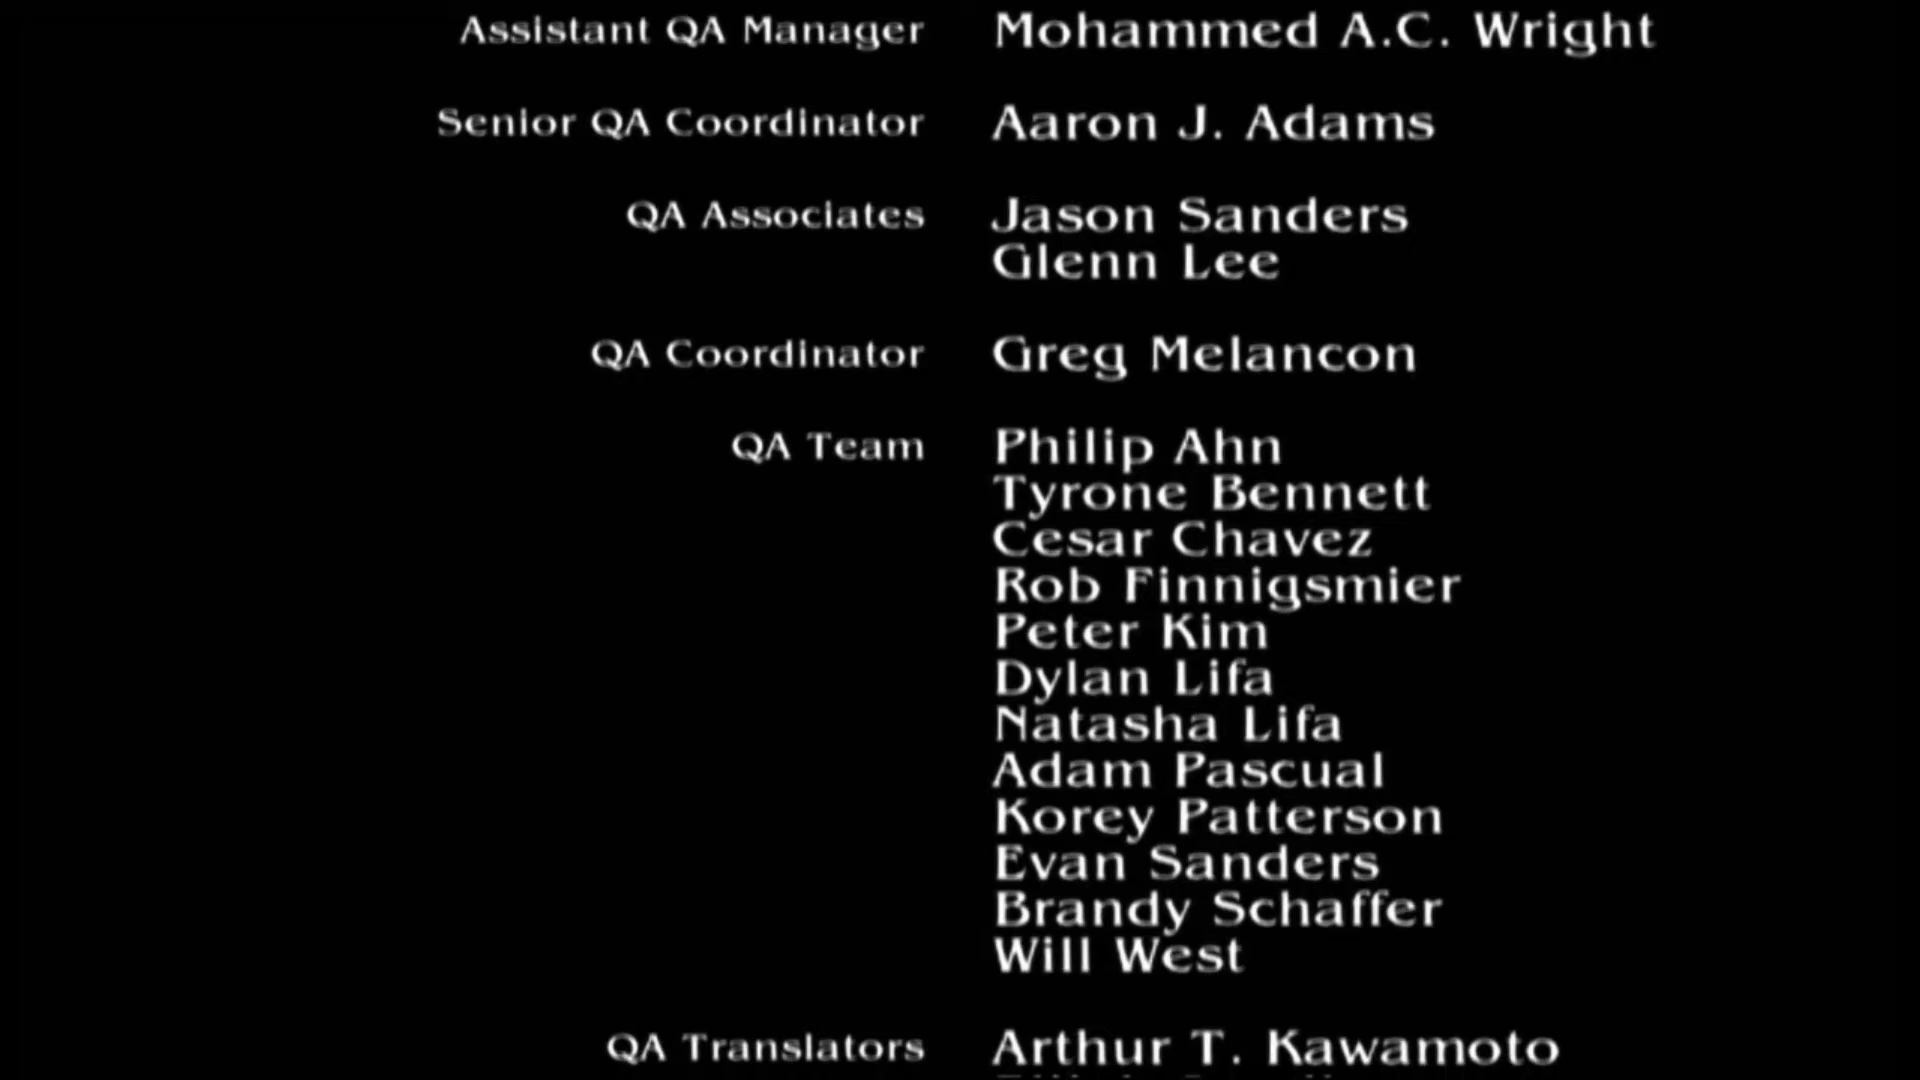 Assistant QA Manager Mohammed A.C. Wright
Senior QA Coordinator Aaron J. Adams
QA Associates Jason Sanders
Glenn Lee
QA Coordinator Greg Melancon
QA Team Philip Ahn
Tyrone Bennett
Cesar Chavez
Rob Finnigsmier
Peter Kim
Dylan Lifa
Natasha Lifa
Adam Pascual
Korey Patterson
Evan Sanders
Brandy Schaffer
Will West
QA Translators Arthur T. Kawamoto